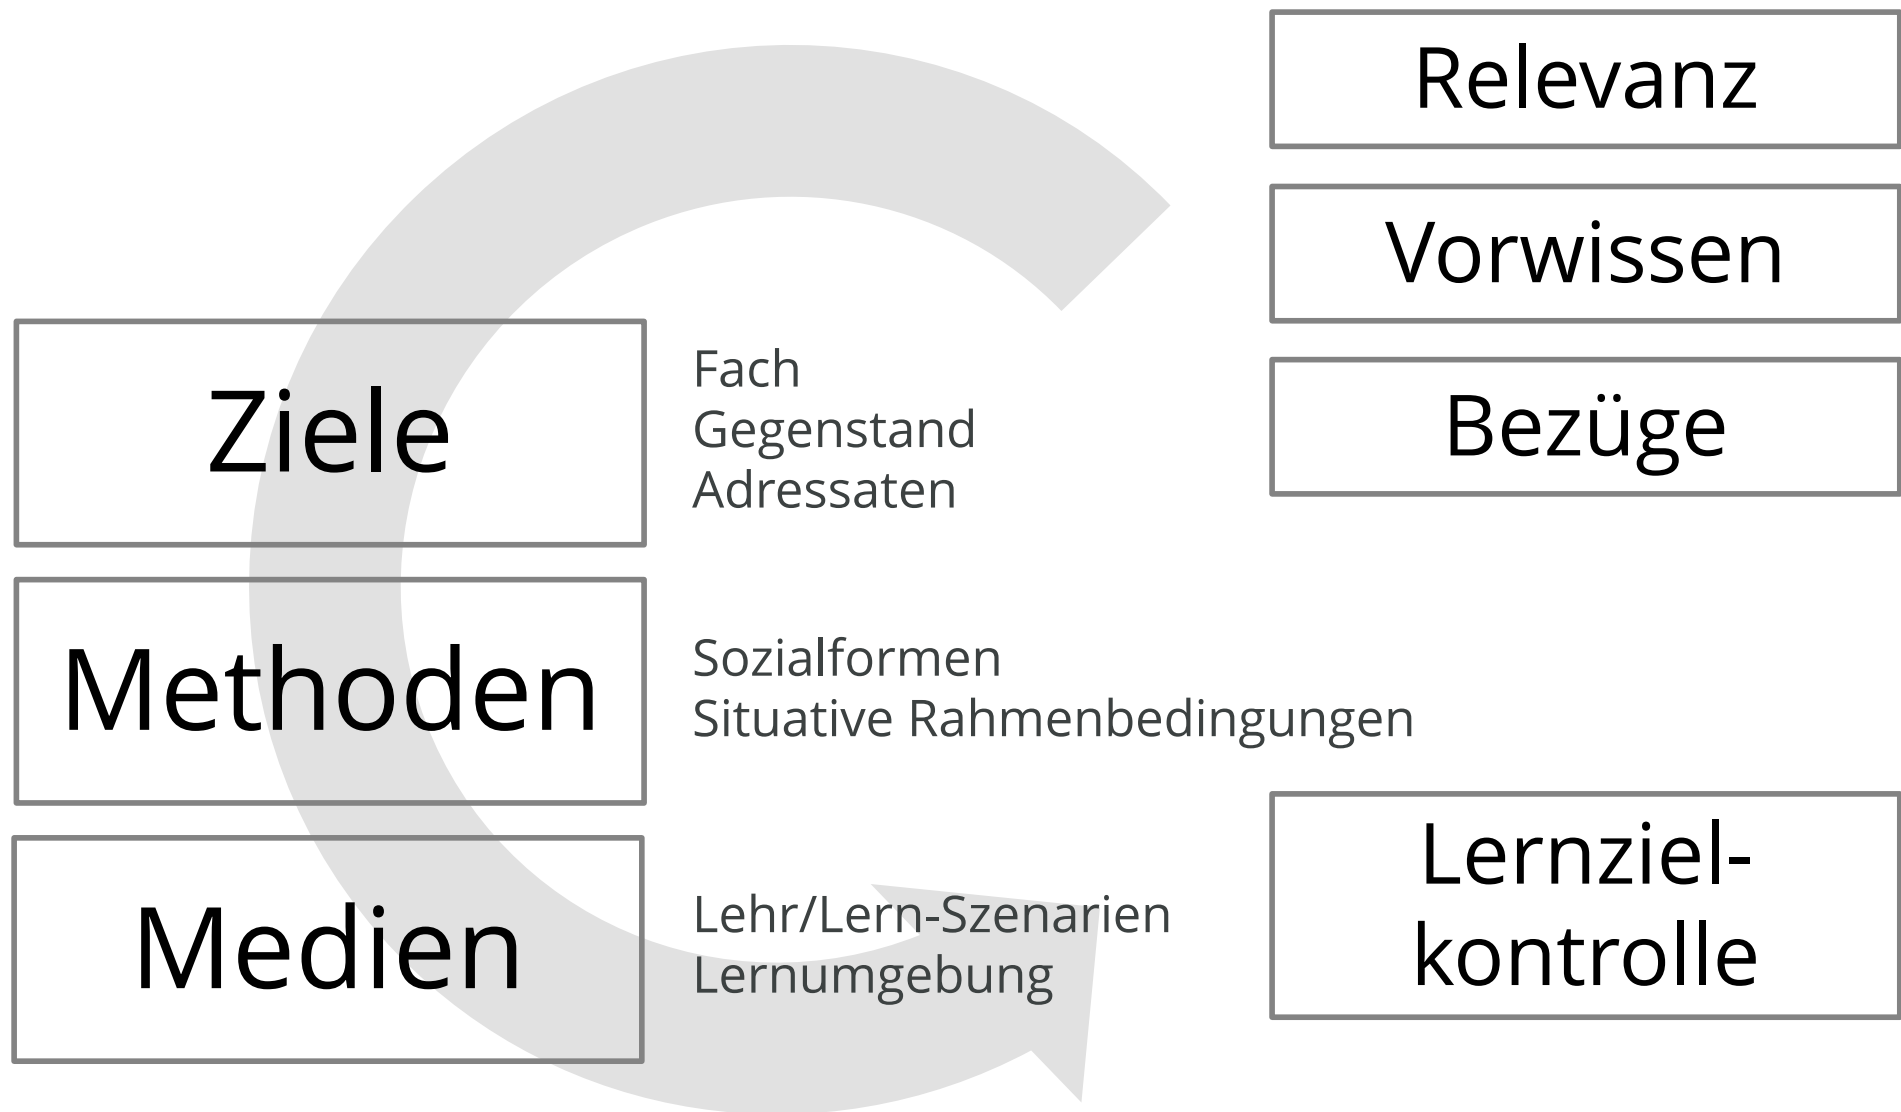 Relevanz
Vorwissen
Bezüge
Ziele
Fach
Gegenstand
Adressaten
Methoden
Sozialformen
Situative Rahmenbedingungen
Medien
Lehr/Lern-Szenarien
Lernumgebung
Lernziel-
kontrolle